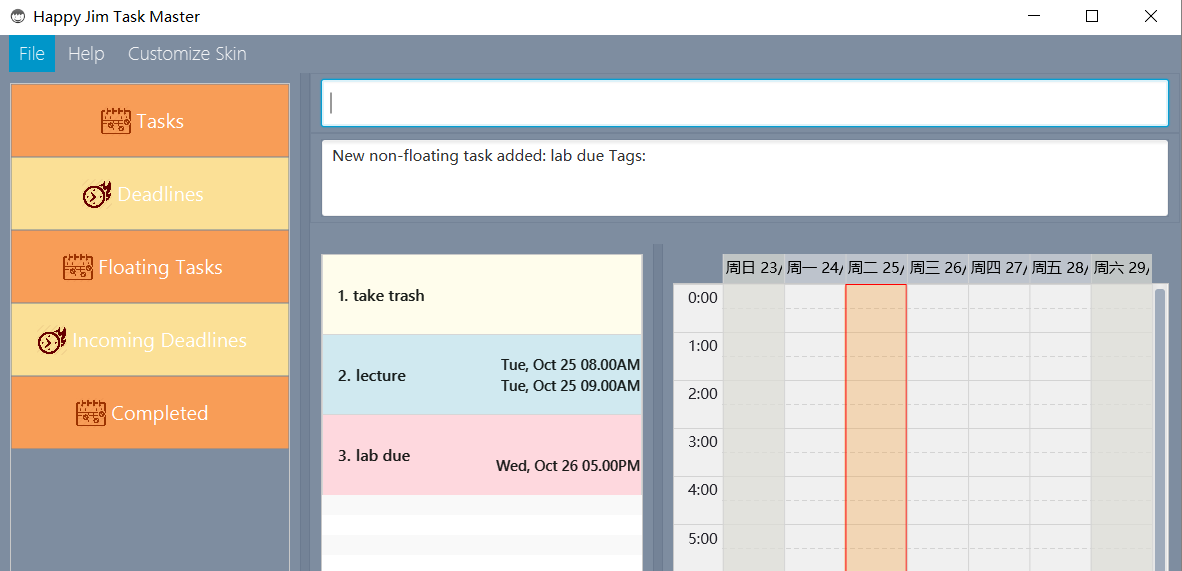 Happy Jim Task Master
File Help Customize Skin
Tasks
Deadlines
Floating Tasks
Incoming Deadlines
Completed
New non-floating task added: lab due Tags:
1. take trash
2. lecture
Tue, Oct 25 08.00AM
Tue, Oct 25 09.00AM
3. lab due
Wed, Oct 26 05.00PM
周日 23/ 周一 24/ 周二 25/ 周三 26/ 周四 27/ 周五 28/ 周六 29/
0:00
1:00
2:00
3:00
4:00
5:00